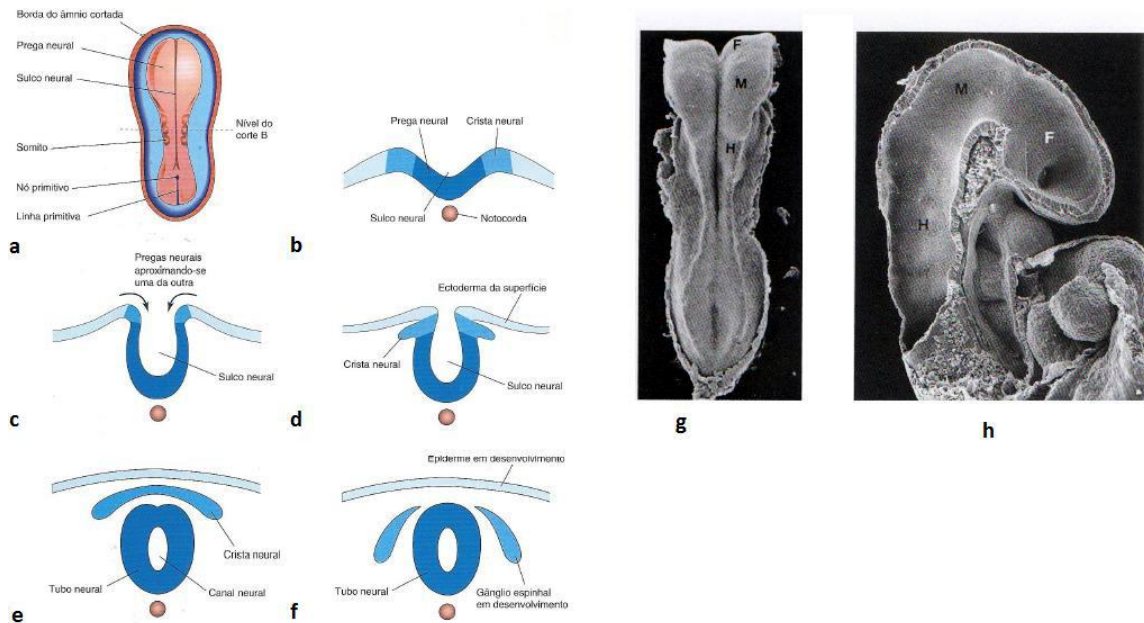 Borda do âmnio cortada
Prega neural
Sulco neural
Somito
Nó primitivo
Linha primitiva
Nível do
corte B
a
Prega neural
Crista neural
Sulco neural
Notocorda
b
Pregas neurais
aproximando-se
uma da outra
Sulco neural
c
Ectoderma da superfície
Crista neural
Sulco neural
d
Crista neural
Tubo neural
Canal neural
e
Epiderme em desenvolvimento
Tubo neural
Gânglio espinhal
em desenvolvimento
f
F
M
H
g
M
F
H
h